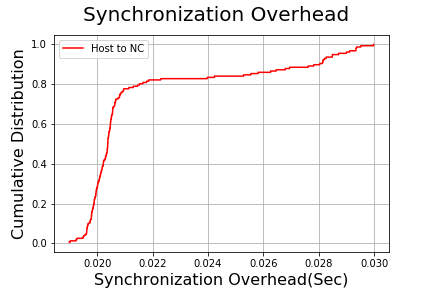 Synchronization Overhead
Host to NC
Cumulative Distribution
1.0
0.8
0.6
0.4
0.2
0.0
0.020 0.022 0.024 0.026 0.028 0.030
Synchronization Overhead(Sec)